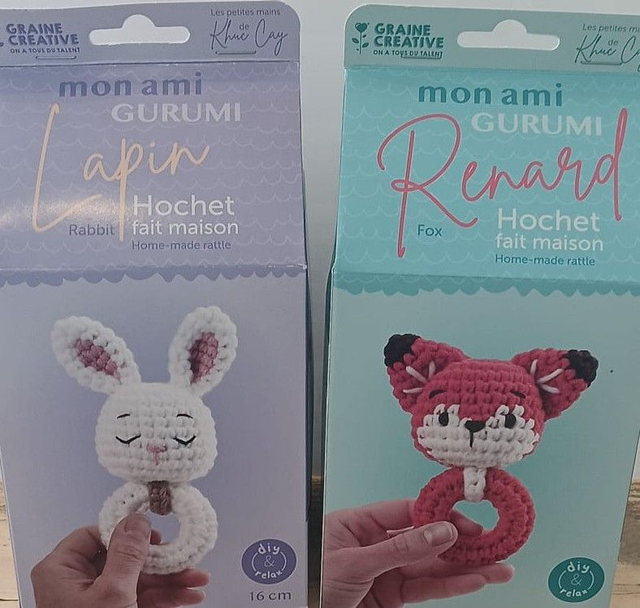 GRAINE
CREATIVE
ON A TOUS DU TALENT
Les petites mains
de
Khuc Cay
mon ami
GURUMI
Lapin
Rabbit
Hochet
fait maison
Home-made rattle
diy
&
relax
16 cm
GRAINE
CREATIVE
ON A TOUS DU TALENT
Les petites
de
Khuc
mon ami
GURUMI
Renard
Fox
Hochet
fait maison
Home-made rattle
diy
&
relax